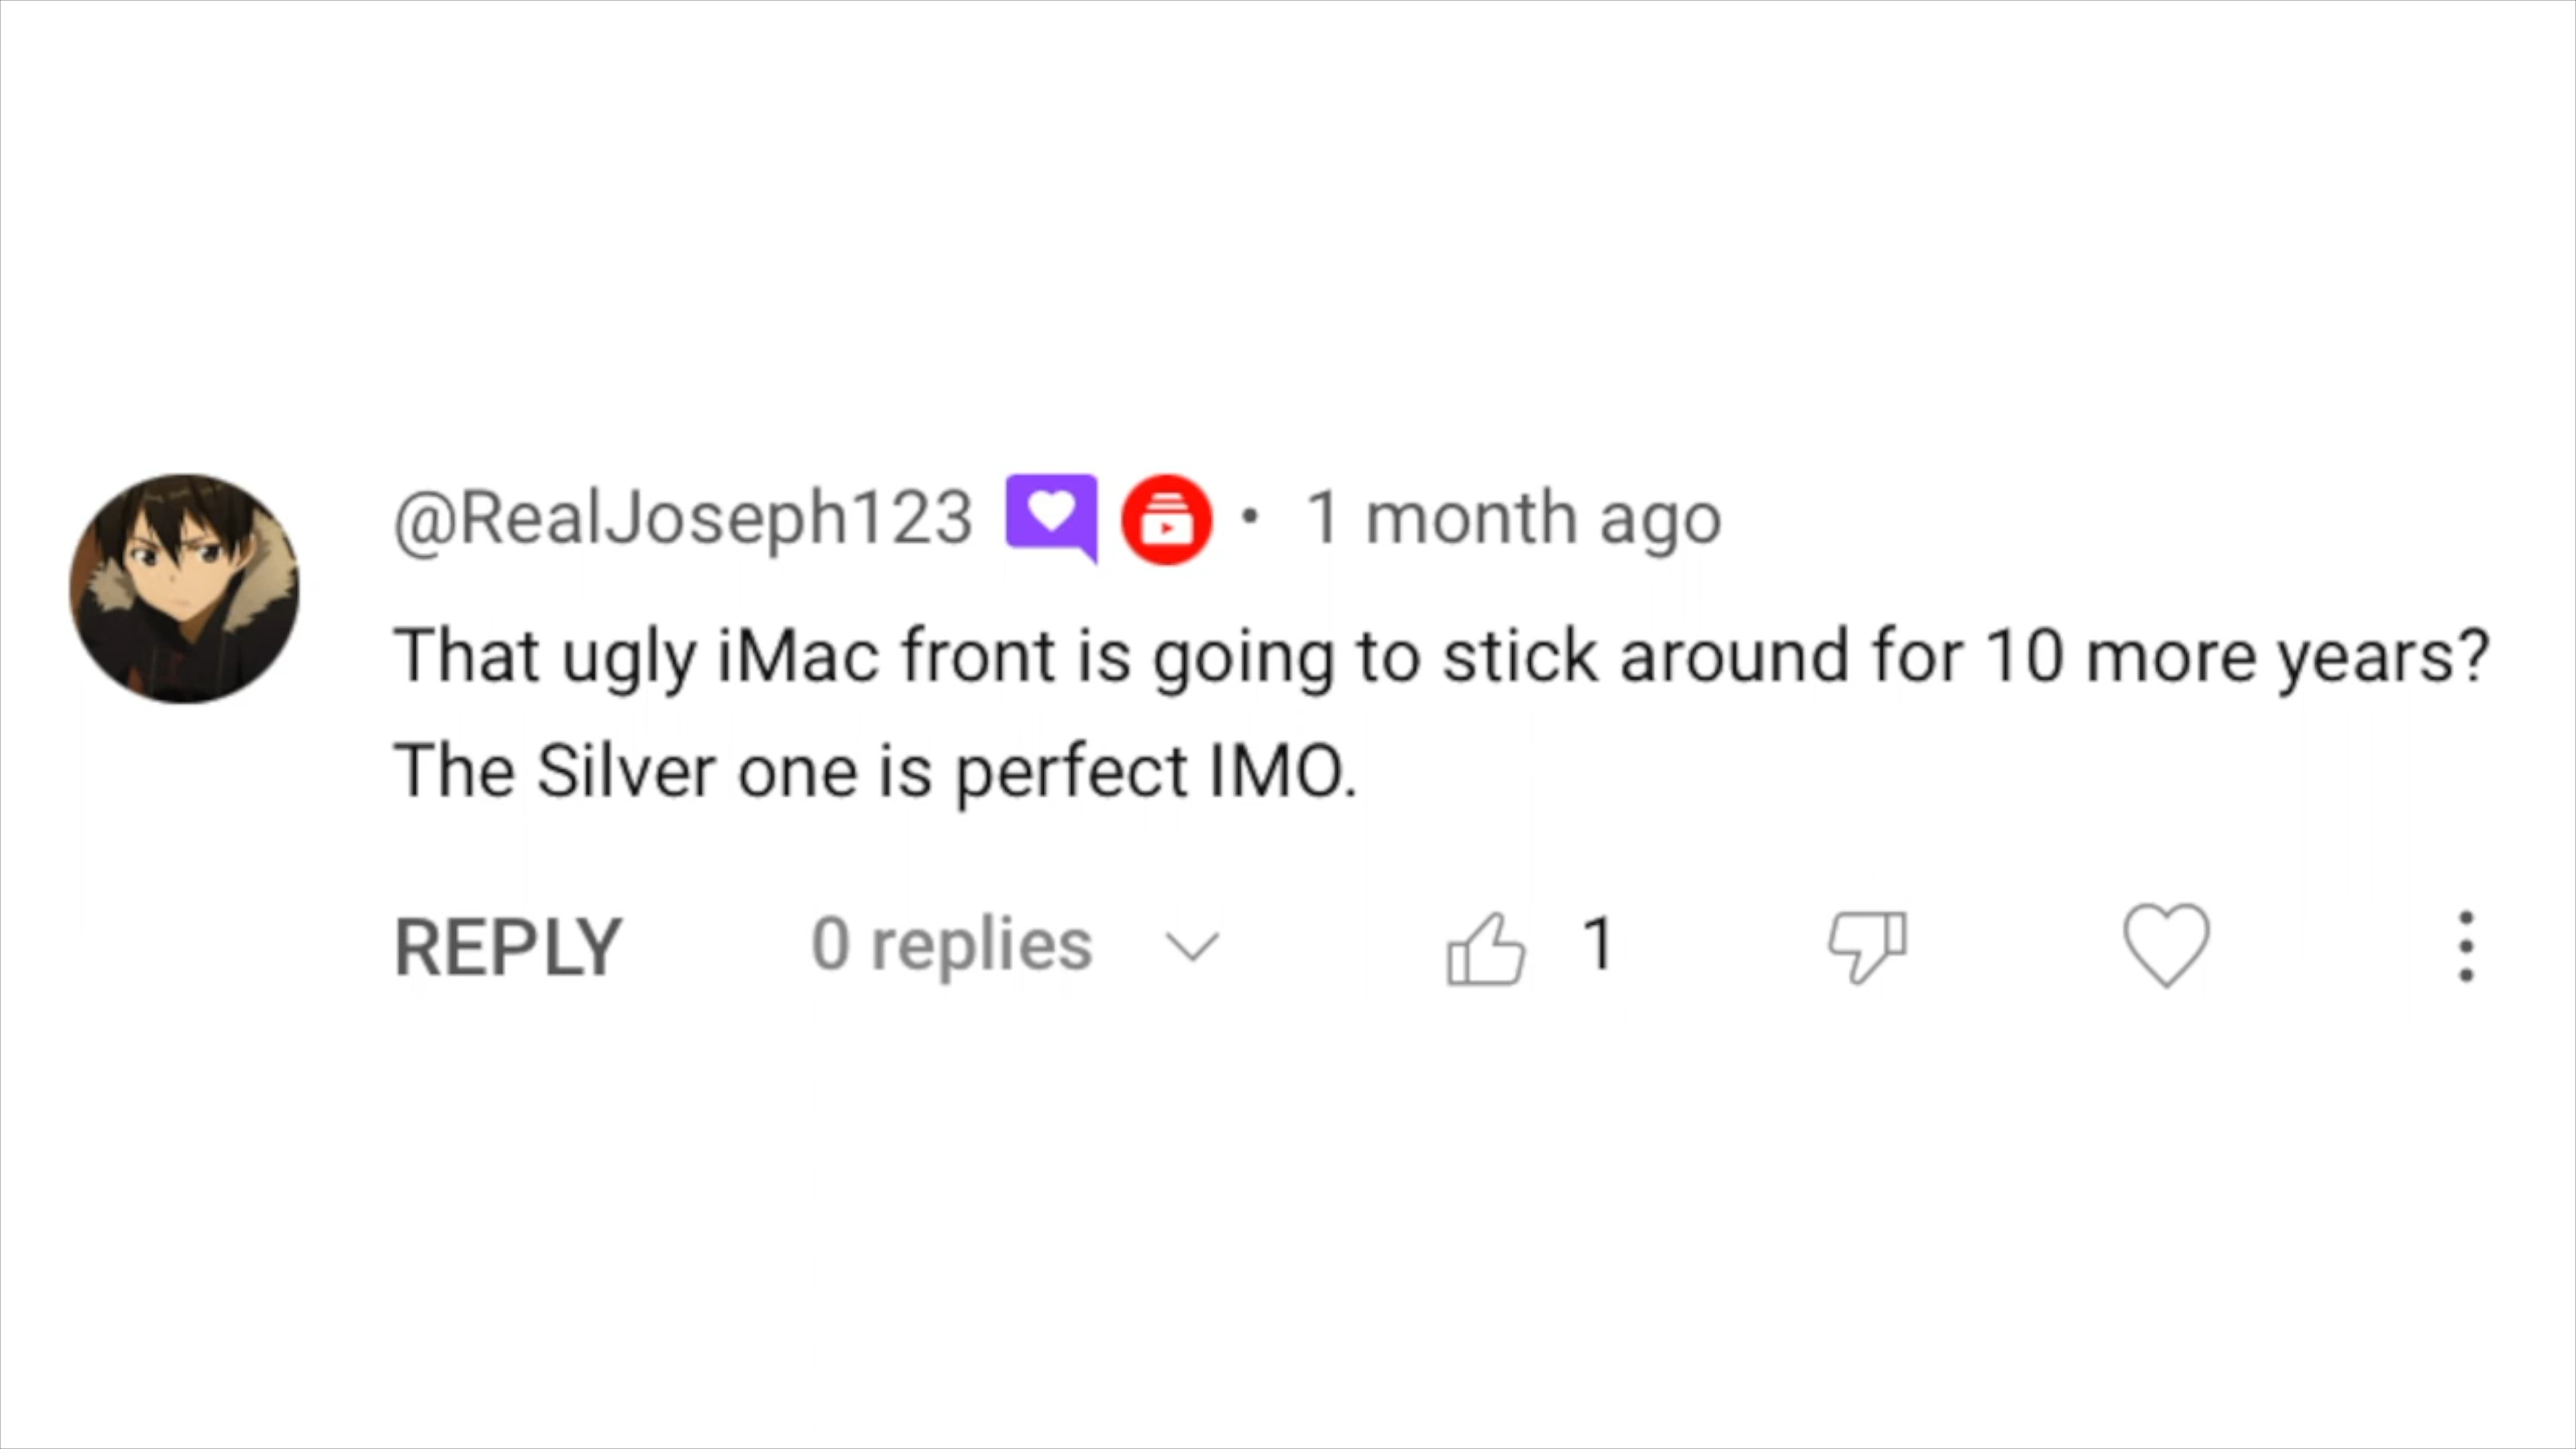 @RealJoseph123 • 1 month ago
That ugly iMac front is going to stick around for 10 more years?
The Silver one is perfect IMO.
REPLY 0 replies 1